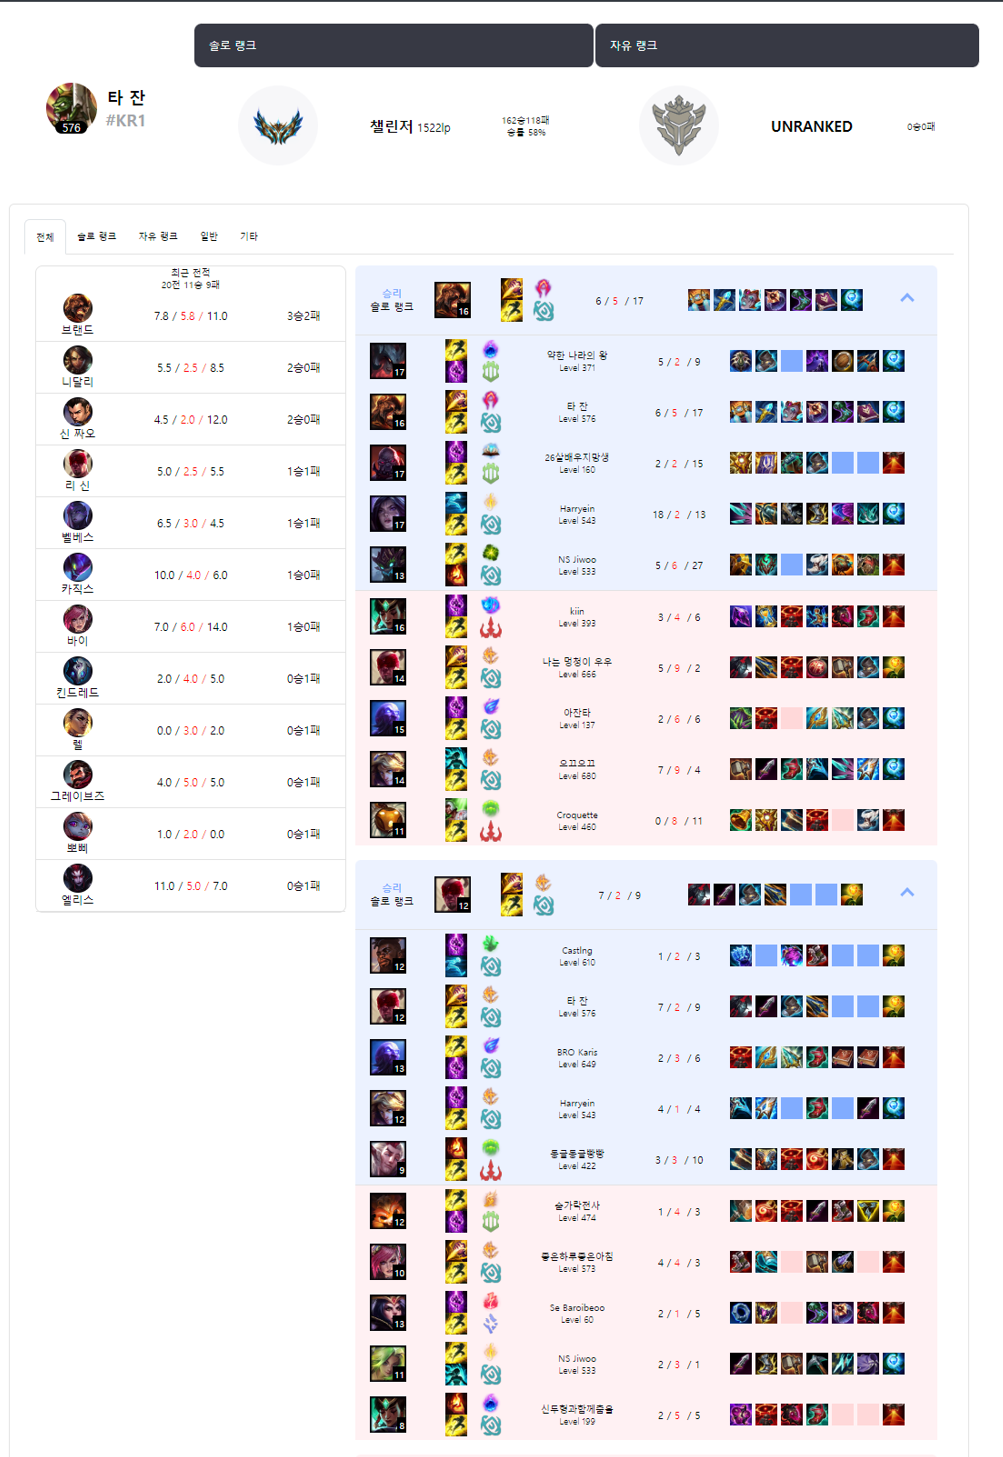 솔로 랭크
자유 랭크
576
타 잔
#KR1
챌린저 1522lp
162승118패
승률 58%
UNRANKED
0승0패
전체
솔로 랭크
자유 랭크
일반
기타
최근 전적
20전 11승 9패
브랜드
7.8 / 5.8 / 11.0
3승2패
니달리
5.5 / 2.5 / 8.5
2승0패
신 짜오
4.5 / 2.0 / 12.0
2승0패
리 신
5.0 / 2.5 / 5.5
1승1패
벨베스
6.5 / 3.0 / 4.5
1승1패
카직스
10.0 / 4.0 / 6.0
1승0패
바이
7.0 / 6.0 / 14.0
1승0패
킨드레드
2.0 / 4.0 / 5.0
0승1패
렐
0.0 / 3.0 / 2.0
0승1패
그레이브즈
4.0 / 5.0 / 5.0
0승1패
뽀삐
1.0 / 2.0 / 0.0
0승1패
엘리스
11.0 / 5.0 / 7.0
0승1패
승리
솔로 랭크
16
6 / 5 / 17
17
약한 나라의 왕
Level 371
5 / 2 / 9
16
타 잔
Level 576
6 / 5 / 17
17
26살배우지망생
Level 160
2 / 2 / 15
17
Harryein
Level 543
18 / 2 / 13
13
NS Jiwoo
Level 533
5 / 6 / 27
16
kiin
Level 393
3 / 4 / 6
14
나는 멍청이 우우
Level 666
5 / 9 / 2
15
아잔타
Level 137
2 / 6 / 6
14
오끄오끄
Level 680
7 / 9 / 4
11
Croquette
Level 460
0 / 8 / 11
승리
솔로 랭크
12
7 / 2 / 9
12
Castlng
Level 610
1 / 2 / 3
12
타 잔
Level 576
7 / 2 / 9
13
BRO Karis
Level 649
2 / 3 / 6
12
Harryein
Level 543
4 / 1 / 4
9
동글동글빵빵
Level 422
3 / 3 / 10
12
숟가락전사
Level 474
1 / 4 / 3
10
좋은하루좋은아침
Level 573
4 / 4 / 3
13
Se Baroibeoo
Level 60
2 / 1 / 5
11
NS Jiwoo
Level 533
2 / 3 / 1
8
신두형과함께춤을
Level 199
2 / 5 / 5